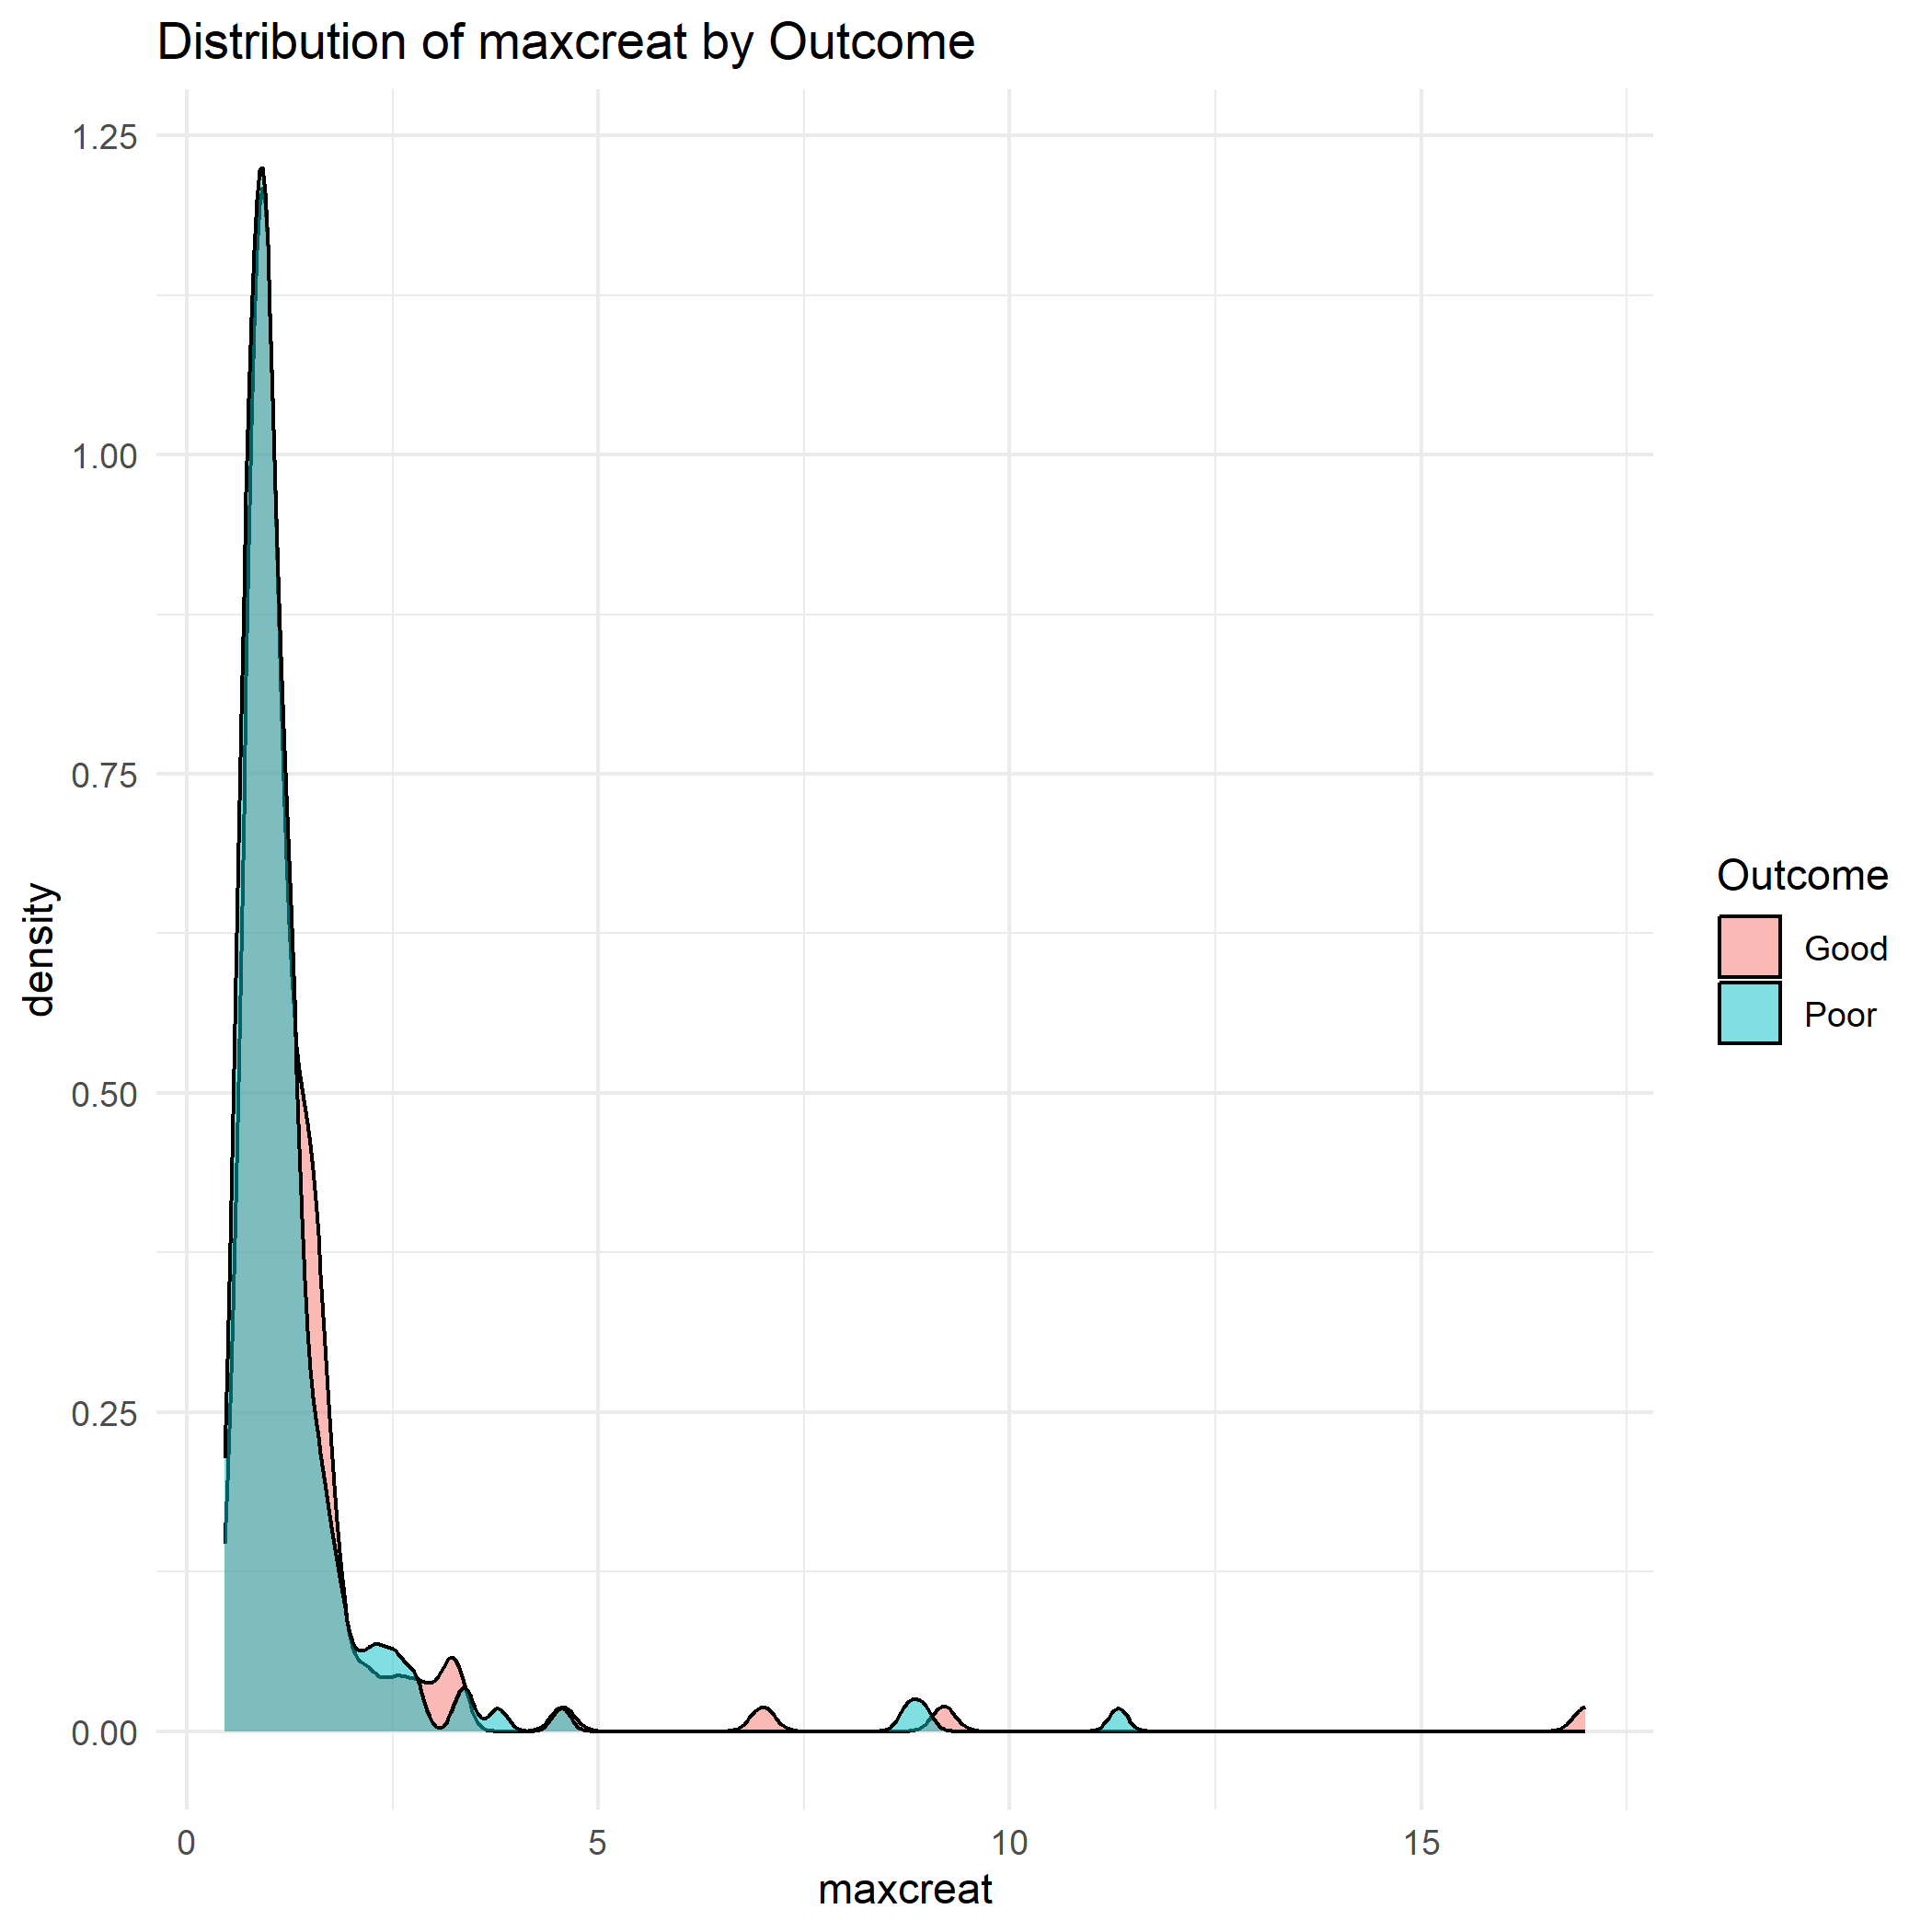 Distribution of maxcreat by Outcome
1.25
1.00
0.75
0.50
0.25
0.00
density
0 5 10 15
maxcreat
Outcome
Good
Poor